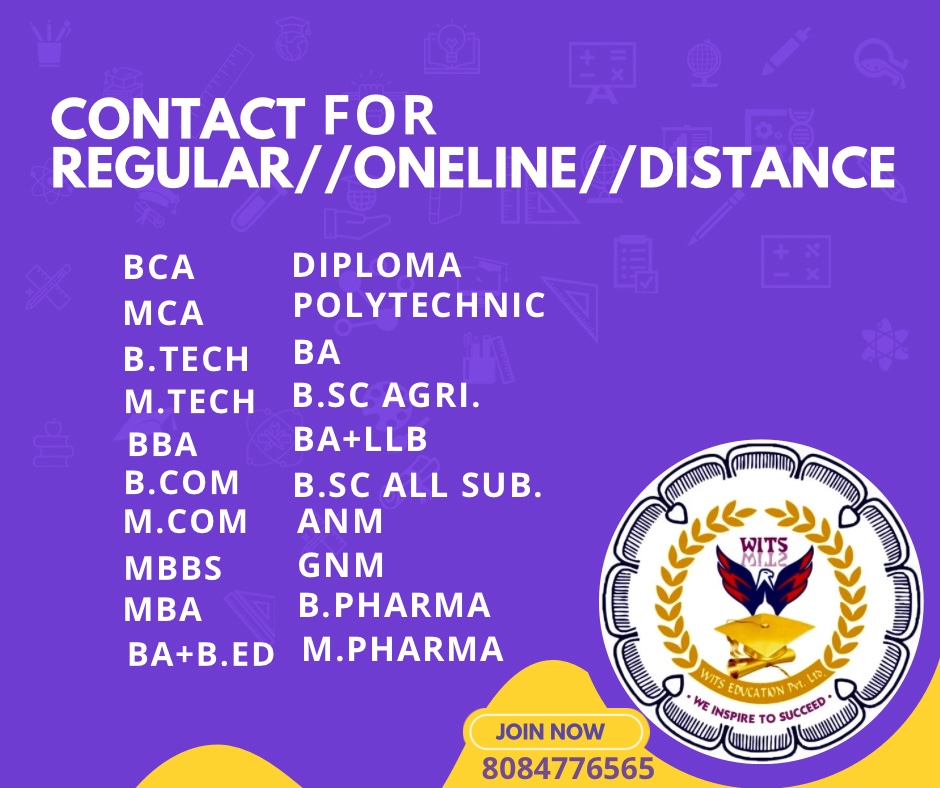 CONTACT FOR
REGULAR//ONELINE//DISTANCE
BCA
MCA
B.TECH
M.TECH
BBA
B.COM
M.COM
MBBS
MBA
BA+B.ED
DIPLOMA
POLYTECHNIC
BA
B.SC AGRI.
BA+LLB
B.SC ALL SUB.
ANM
GNM
B.PHARMA
M.PHARMA
WITS
WITS EDUCATION Pvt. Ltd.
• WE INSPIRE TO SUCCEED •
JOIN NOW
8084776565